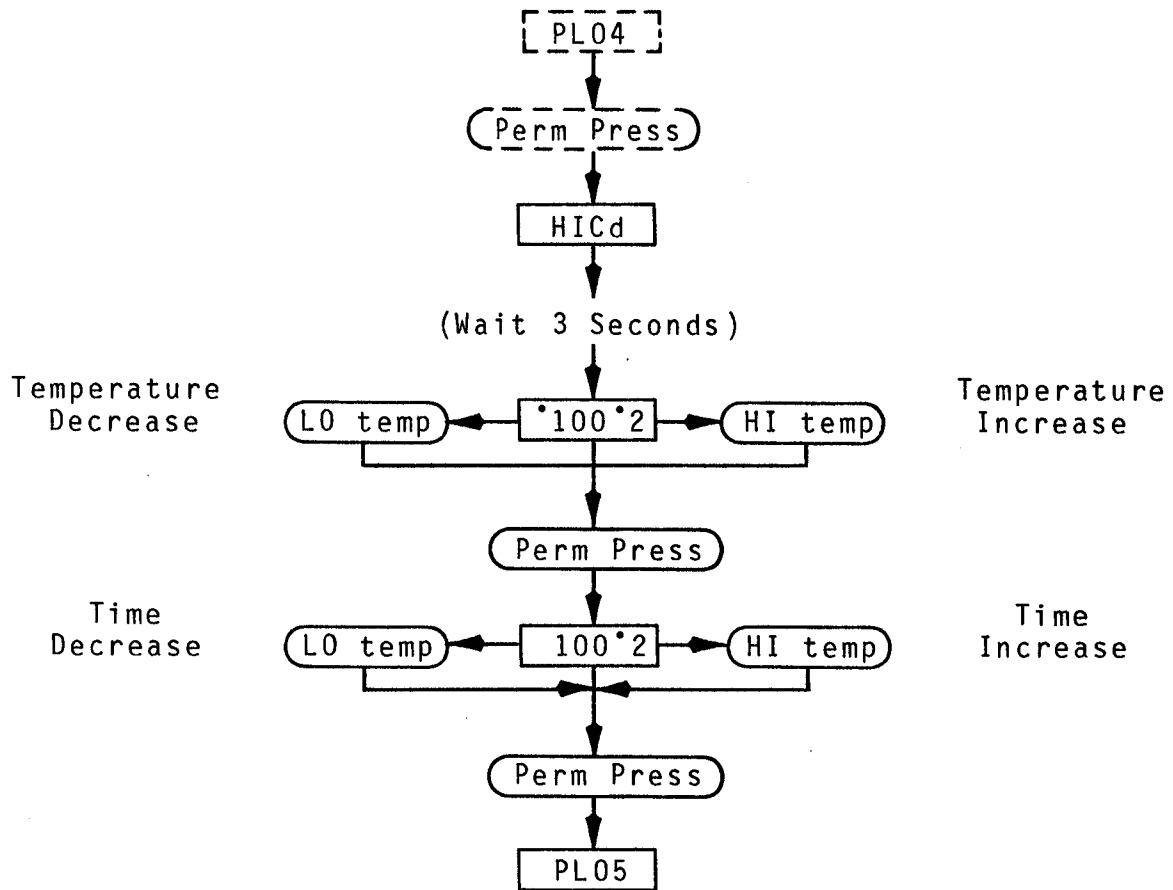 PL04
Perm Press
HICd
(Wait 3 Seconds)
Temperature
Decrease
LO temp
°100°2
HI temp
Temperature
Increase
Perm Press
Time
Decrease
LO temp
100°2
HI temp
Time
Increase
Perm Press
PL05